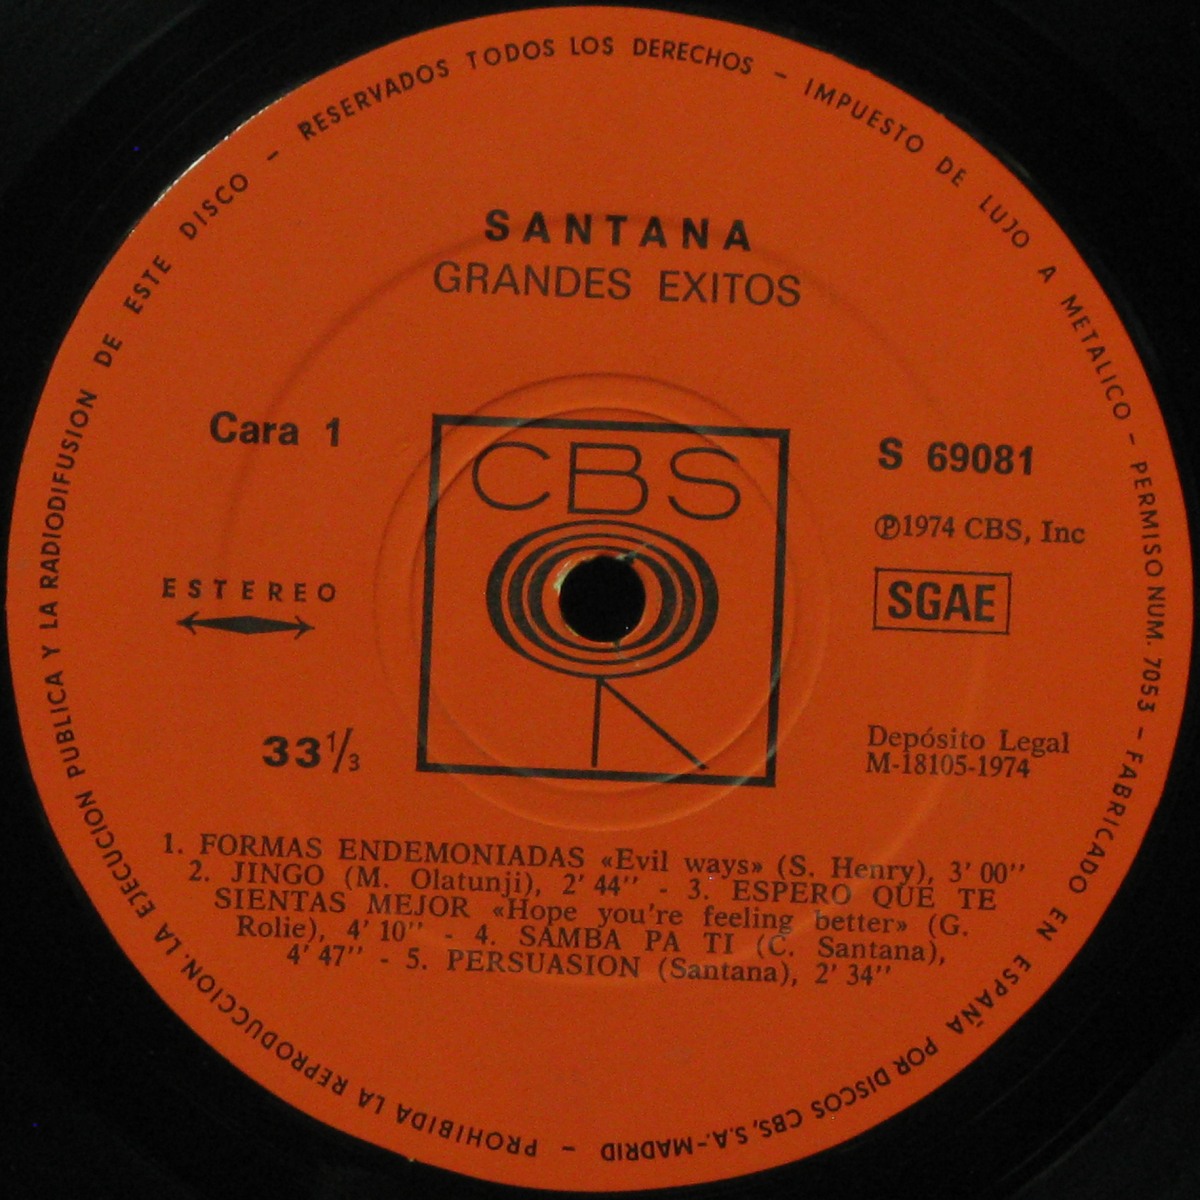 RESERVADOS TODOS LOS DERECHOS – IMPUESTO DE LUJO A METALICO – PERMISO NUM. 7053 – FABRICADO EN ESPAÑA POR DISCOS CBS, S.A.-MADRID – PROHIBIDA LA REPRODUCCION. LA EJECUCION PUBLICA Y LA RADIODIFUSION DE ESTE DISCO –
SANTANA
GRANDES EXITOS
Cara 1
CBS
S 69081
℗1974 CBS, Inc
ESTEREO
SGAE
33⅓
Depósito Legal
M-18105-1974
1. FORMAS ENDEMONIADAS «Evil ways» (S. Henry), 3' 00''
2. JINGO (M. Olatunji), 2' 44'' - 3. ESPERO QUE TE
SIENTAS MEJOR «Hope you're feeling better» (G.
Rolie), 4' 10'' - 4. SAMBA PA TI (C. Santana),
4' 47'' - 5. PERSUASION (Santana), 2' 34''